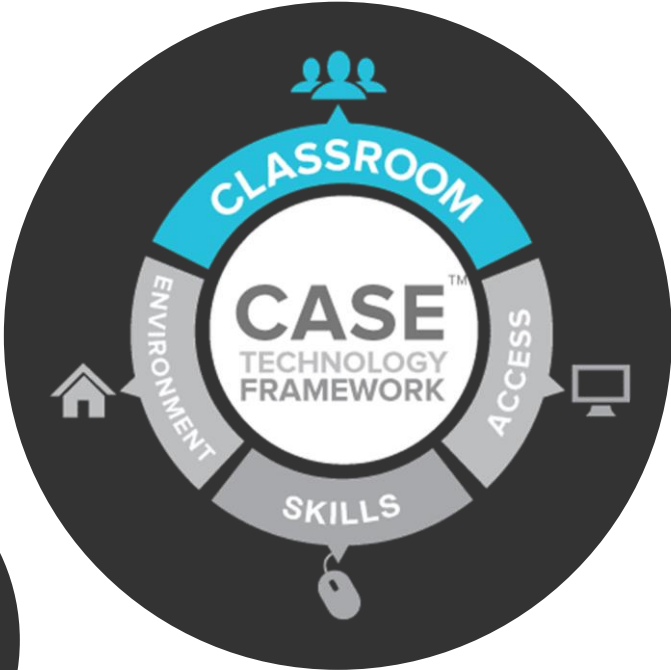 CLASSROOM
ENVIRONMENT
CASE™
TECHNOLOGY
FRAMEWORK
ACCESS
SKILLS